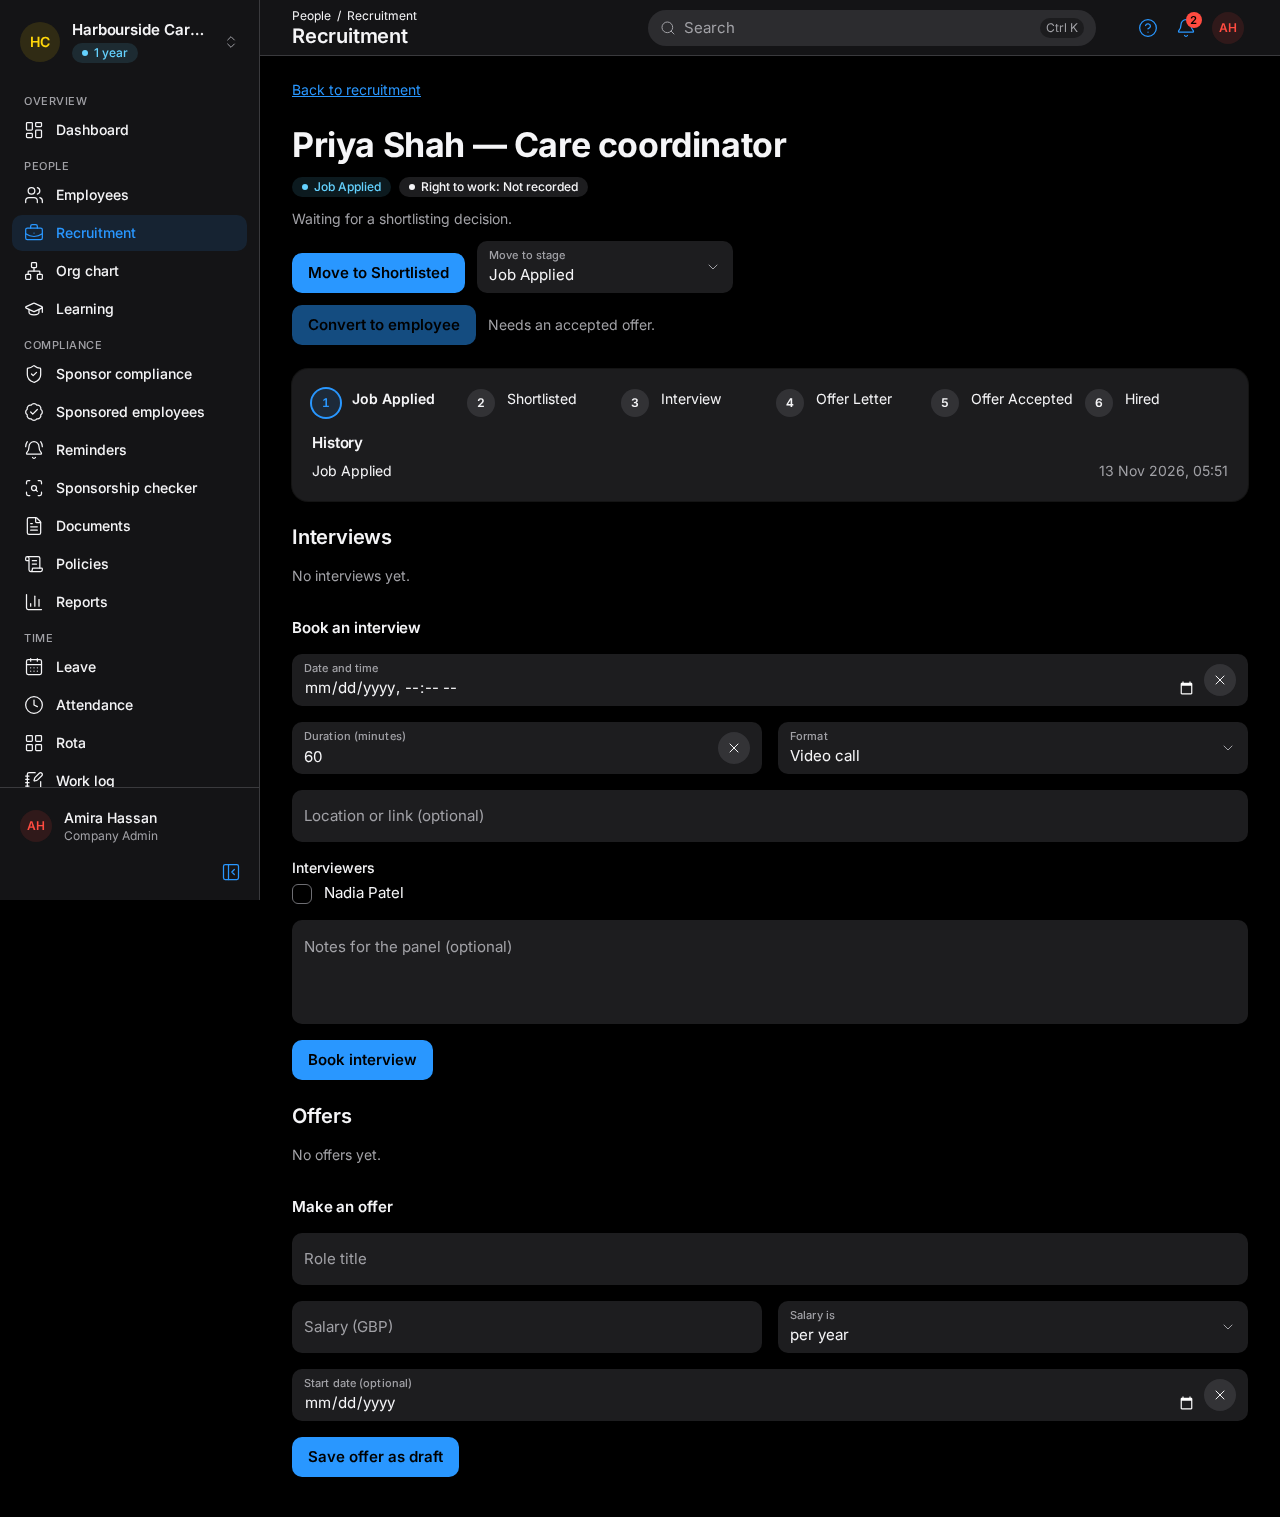 HC
Harbourside Car...
1 year
OVERVIEW
Dashboard
PEOPLE
Employees
Recruitment
Org chart
Learning
COMPLIANCE
Sponsor compliance
Sponsored employees
Reminders
Sponsorship checker
Documents
Policies
Reports
TIME
Leave
Attendance
Rota
Work log
AH
Amira Hassan
Company Admin
People / Recruitment
Recruitment
Search
Ctrl K
2
AH
Back to recruitment
Priya Shah — Care coordinator
Job Applied
Right to work: Not recorded
Waiting for a shortlisting decision.
Move to Shortlisted
Move to stage
Job Applied
Convert to employee
Needs an accepted offer.
1 Job Applied
2 Shortlisted
3 Interview
4 Offer Letter
5 Offer Accepted
6 Hired
History
Job Applied
13 Nov 2026, 05:51
Interviews
No interviews yet.
Book an interview
Date and time
mm/dd/yyyy, --:-- --
Duration (minutes)
60
Format
Video call
Location or link (optional)
Interviewers
Nadia Patel
Notes for the panel (optional)
Book interview
Offers
No offers yet.
Make an offer
Role title
Salary (GBP)
Salary is
per year
Start date (optional)
mm/dd/yyyy
Save offer as draft